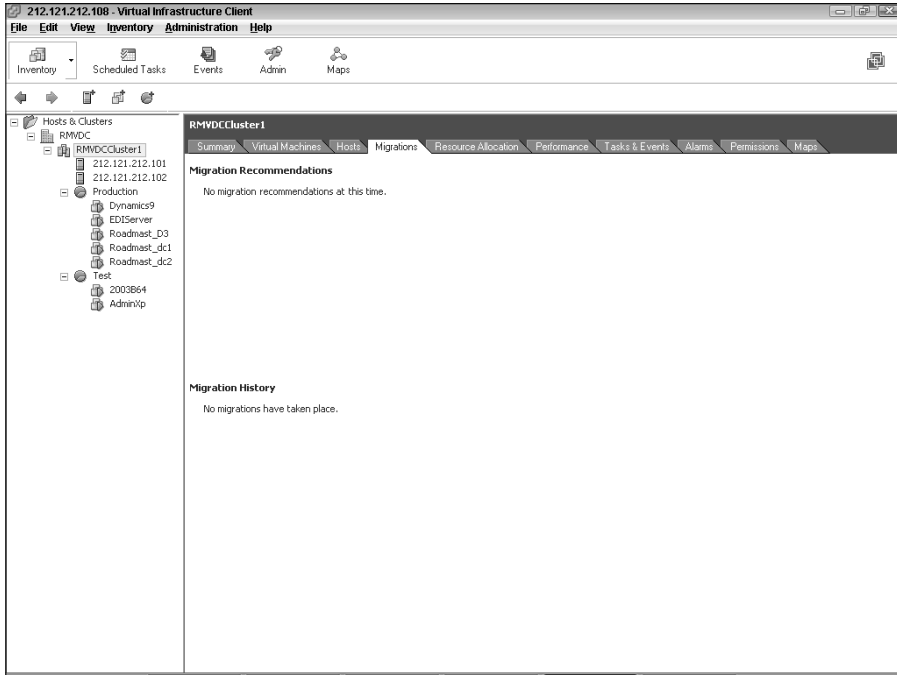 212.121.212.108 - Virtual Infrastructure Client
File Edit View Inventory Administration Help
Inventory Scheduled Tasks Events Admin Maps
Hosts & Clusters
RMVDC
RMVDCCluster1
212.121.212.101
212.121.212.102
Production
Dynamics9
EDIServer
Roadmast_D3
Roadmast_dc1
Roadmast_dc2
Test
2003B64
AdminXp
RMVDCCluster1
Summary Virtual Machines Hosts Migrations Resource Allocation Performance Tasks & Events Alarms Permissions Maps
Migration Recommendations
No migration recommendations at this time.
Migration History
No migrations have taken place.